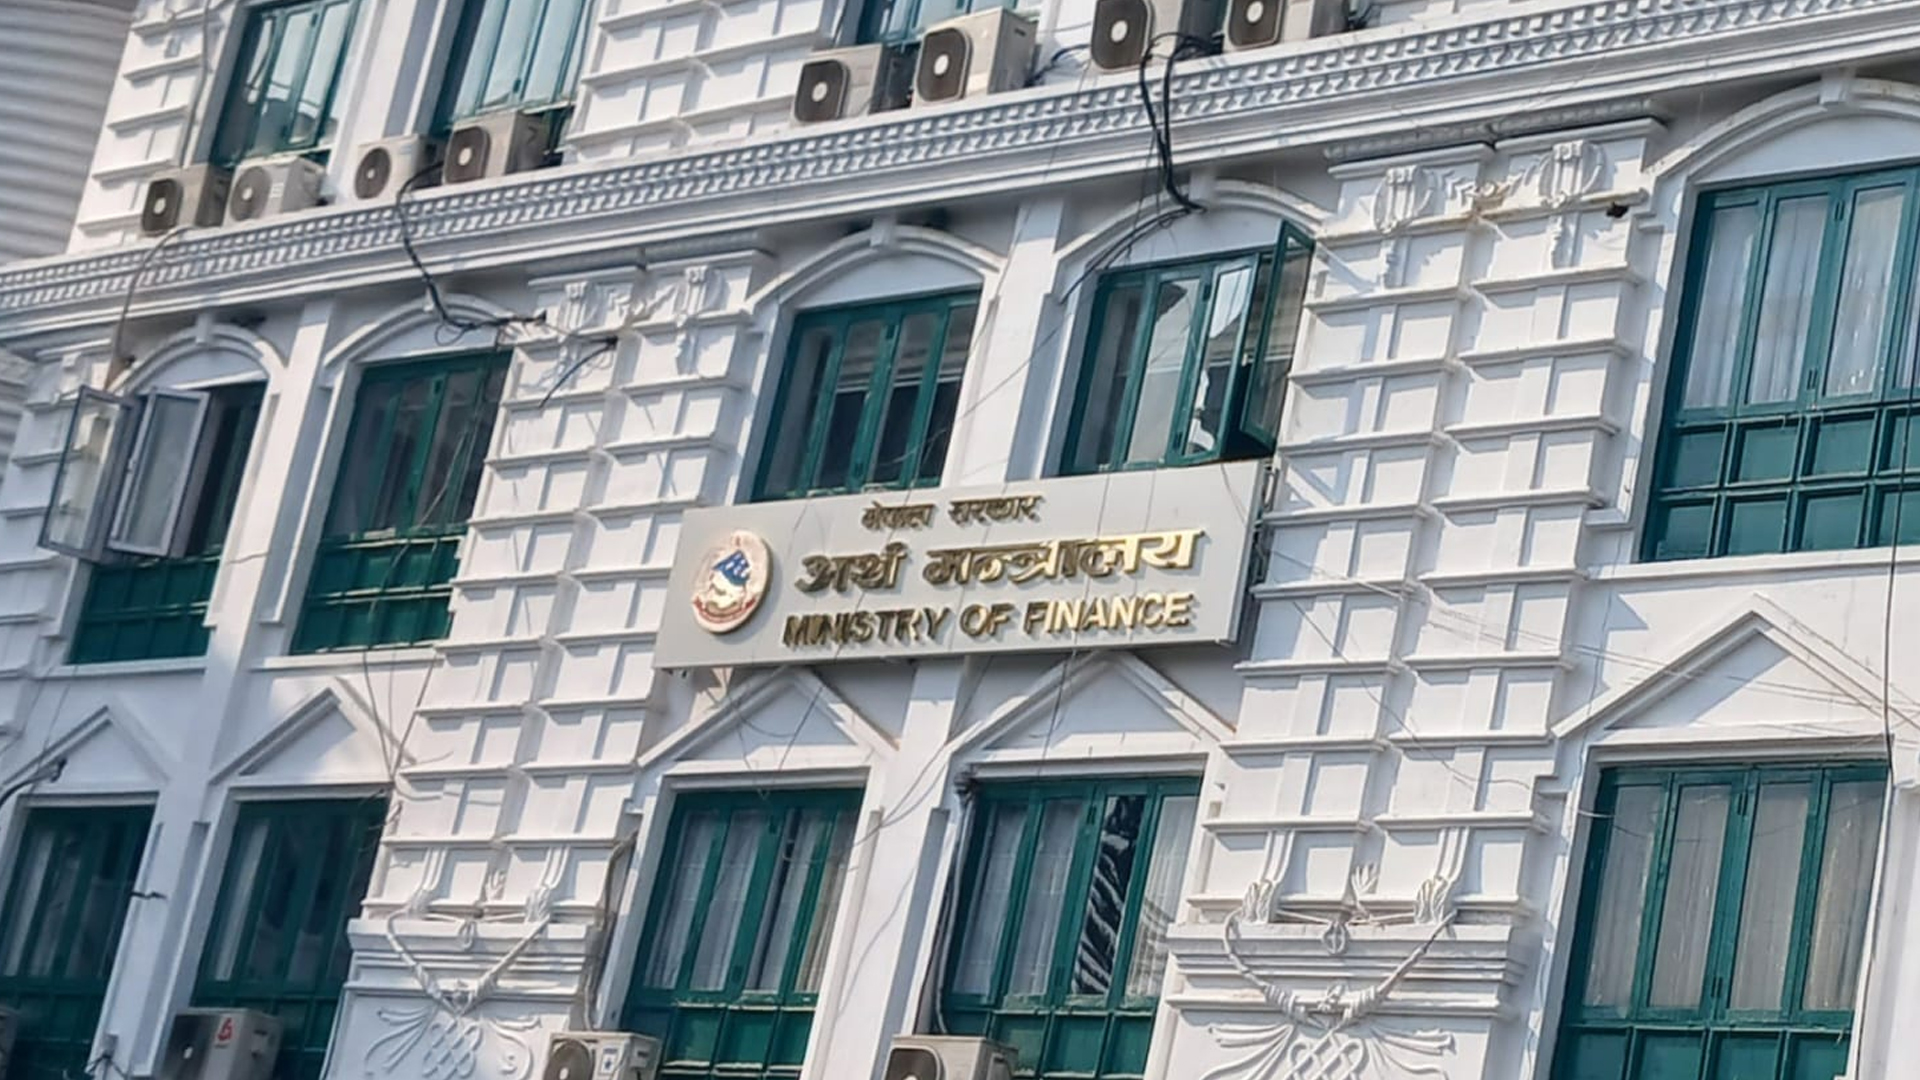 नेपाल सरकार
अर्थ मन्त्रालय
MINISTRY OF FINANCE